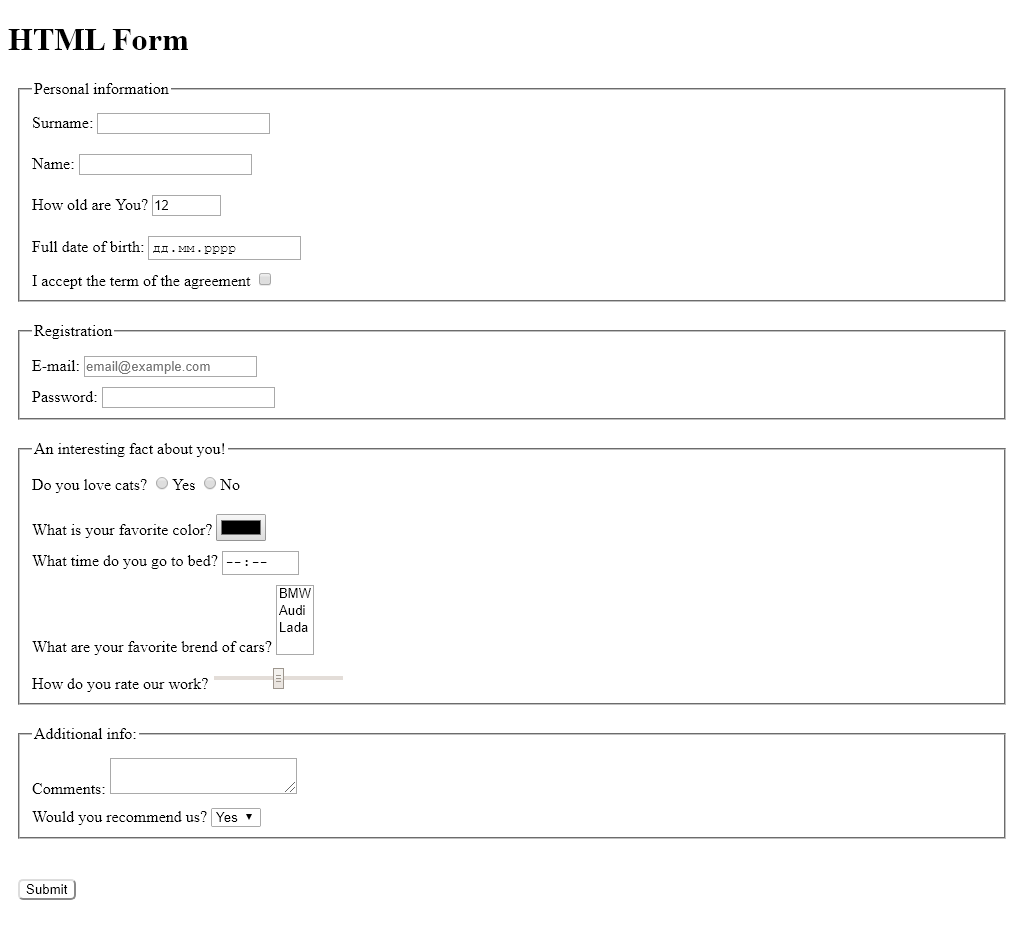 HTML Form
Personal information
Surname:
Name:
How old are You? 12
Full date of birth: дд.мм.рррр
I accept the term of the agreement
Registration
E-mail: email@example.com
Password:
An interesting fact about you!
Do you love cats? Yes No
What is your favorite color?
What time do you go to bed? --:--
BMW
Audi
Lada
What are your favorite brend of cars?
How do you rate our work?
Additional info:
Comments:
Would you recommend us? Yes
Submit